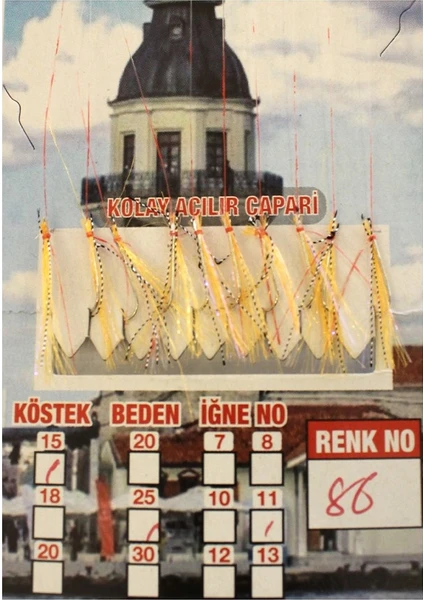 KOLAY AÇILIR ÇAPARİ
KÖSTEK BEDEN İĞNE NO
15 20 7 8
18 25 10 11
20 30 12 13
RENK NO
86